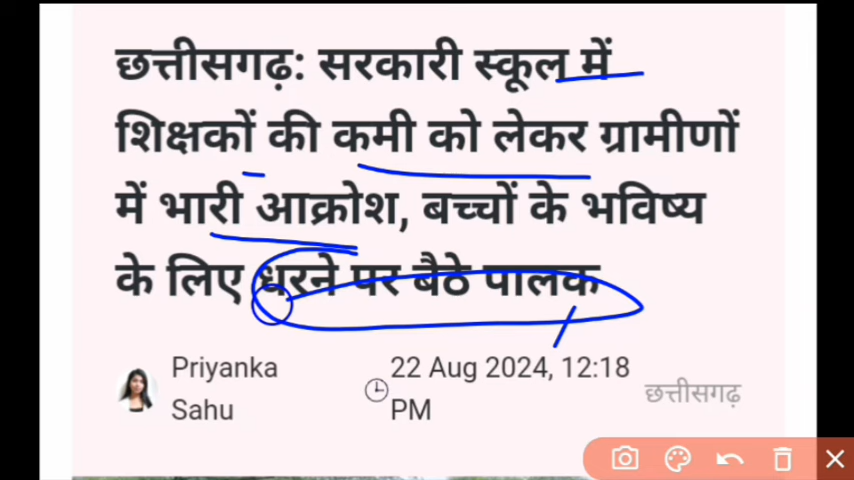 छत्तीसगढ़: सरकारी स्कूल में
शिक्षकों की कमी को लेकर ग्रामीणों
में भारी आक्रोश, बच्चों के भविष्य
के लिए धरने पर बैठे पालक
Priyanka
Sahu
22 Aug 2024, 12:18
PM
छत्तीसगढ़